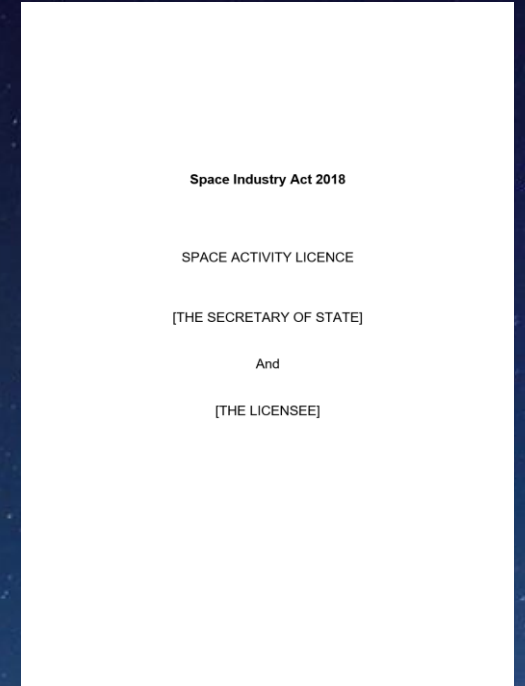 Space Industry Act 2018
SPACE ACTIVITY LICENCE
[THE SECRETARY OF STATE]
And
[THE LICENSEE]